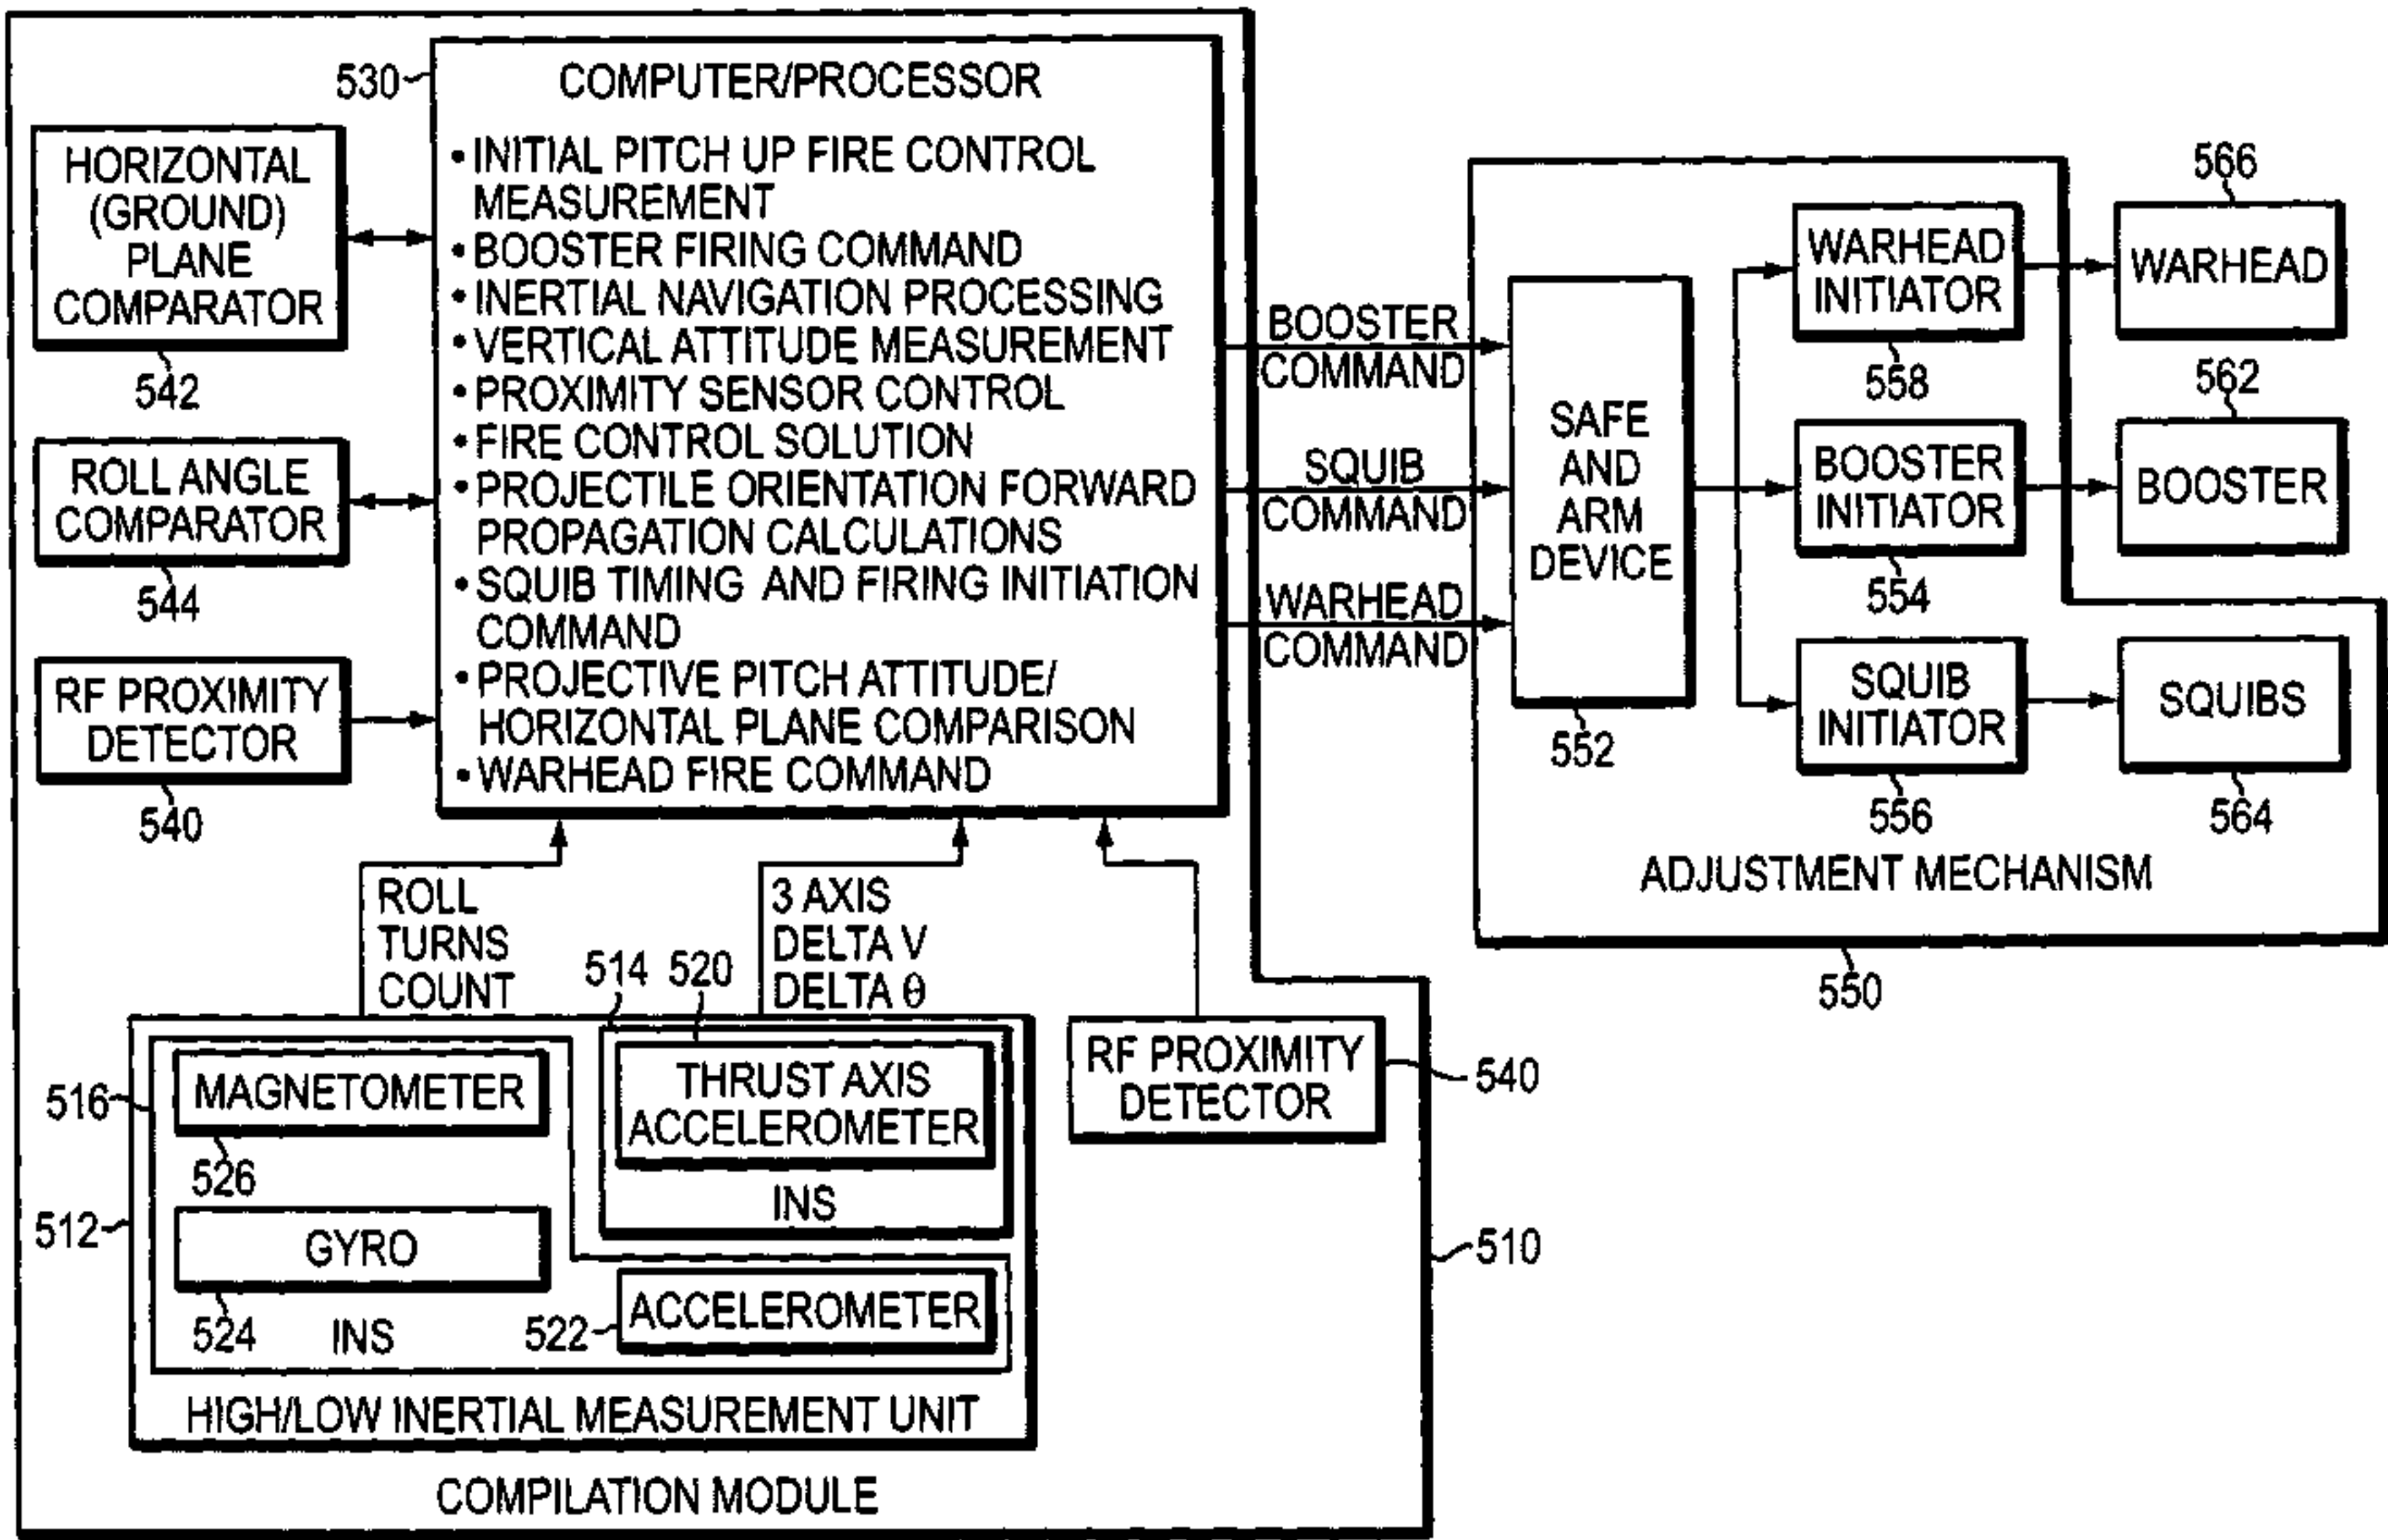 530
COMPUTER/PROCESSOR
• INITIAL PITCH UP FIRE CONTROL
MEASUREMENT
• BOOSTER FIRING COMMAND
• INERTIAL NAVIGATION PROCESSING
• VERTICAL ATTITUDE MEASUREMENT
• PROXIMITY SENSOR CONTROL
• FIRE CONTROL SOLUTION
• PROJECTILE ORIENTATION FORWARD
PROPAGATION CALCULATIONS
• SQUIB TIMING AND FIRING INITIATION
COMMAND
• PROJECTIVE PITCH ATTITUDE/
HORIZONTAL PLANE COMPARISON
• WARHEAD FIRE COMMAND
HORIZONTAL
(GROUND)
PLANE
COMPARATOR
542
ROLL ANGLE
COMPARATOR
544
RF PROXIMITY
DETECTOR
540
BOOSTER
COMMAND
SQUIB
COMMAND
WARHEAD
COMMAND
SAFE
AND
ARM
DEVICE
552
WARHEAD
INITIATOR
558
BOOSTER
INITIATOR
554
SQUIB
INITIATOR
556
566
WARHEAD
562
BOOSTER
SQUIBS
564
ADJUSTMENT MECHANISM
550
ROLL
TURNS
COUNT
3 AXIS
DELTA V
DELTA θ
514
520
516
MAGNETOMETER
526
THRUST AXIS
ACCELEROMETER
INS
RF PROXIMITY
DETECTOR
540
512
GYRO
524
INS
522
ACCELEROMETER
510
HIGH/LOW INERTIAL MEASUREMENT UNIT
COMPILATION MODULE